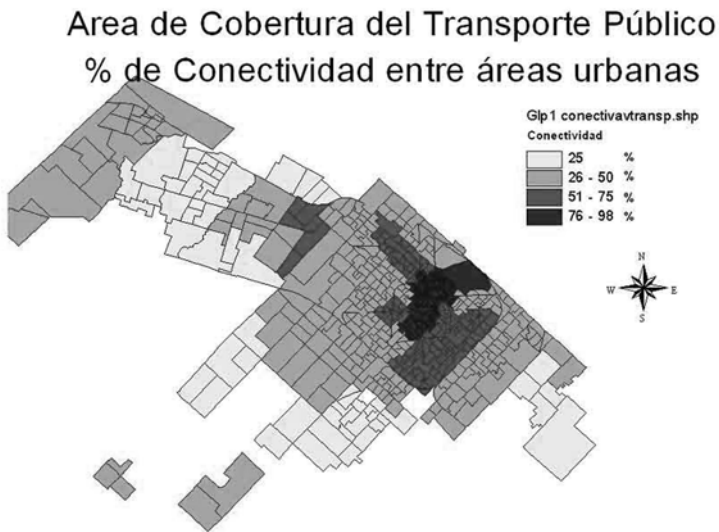 Area de Cobertura del Transporte Público
% de Conectividad entre áreas urbanas
Glp1 conectivavtransp.shp
Conectividad
25 %
26 - 50 %
51 - 75 %
76 - 98 %
N
W E
S